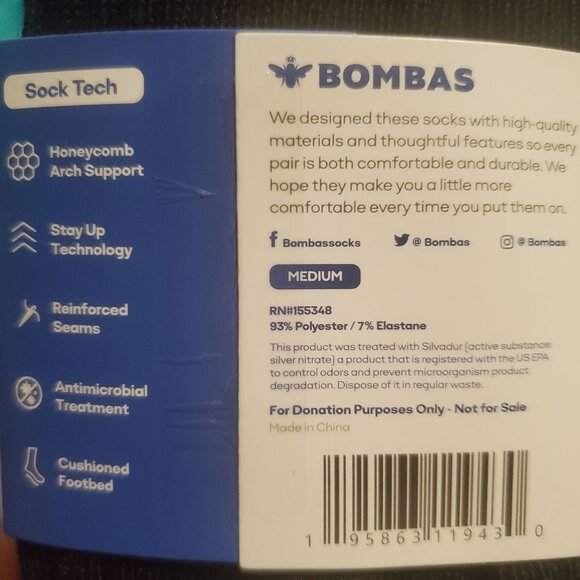 Sock Tech
Honeycomb
Arch Support
Stay Up
Technology
Reinforced
Seams
Antimicrobial
Treatment
Cushioned
Footbed
BOMBAS
We designed these socks with high-quality
materials and thoughtful features so every
pair is both comfortable and durable. We
hope they make you a little more
comfortable every time you put them on.
f Bombassocks @ Bombas @ Bombas
MEDIUM
RN#155348
93% Polyester / 7% Elastane
This product was treated with Silvadur (active substance:
silver nitrate) a product that is registered with the US EPA
to control odors and prevent microorganism product
degradation. Dispose of it in regular waste.
For Donation Purposes Only - Not for Sale
Made in China
1 95863 11943 0